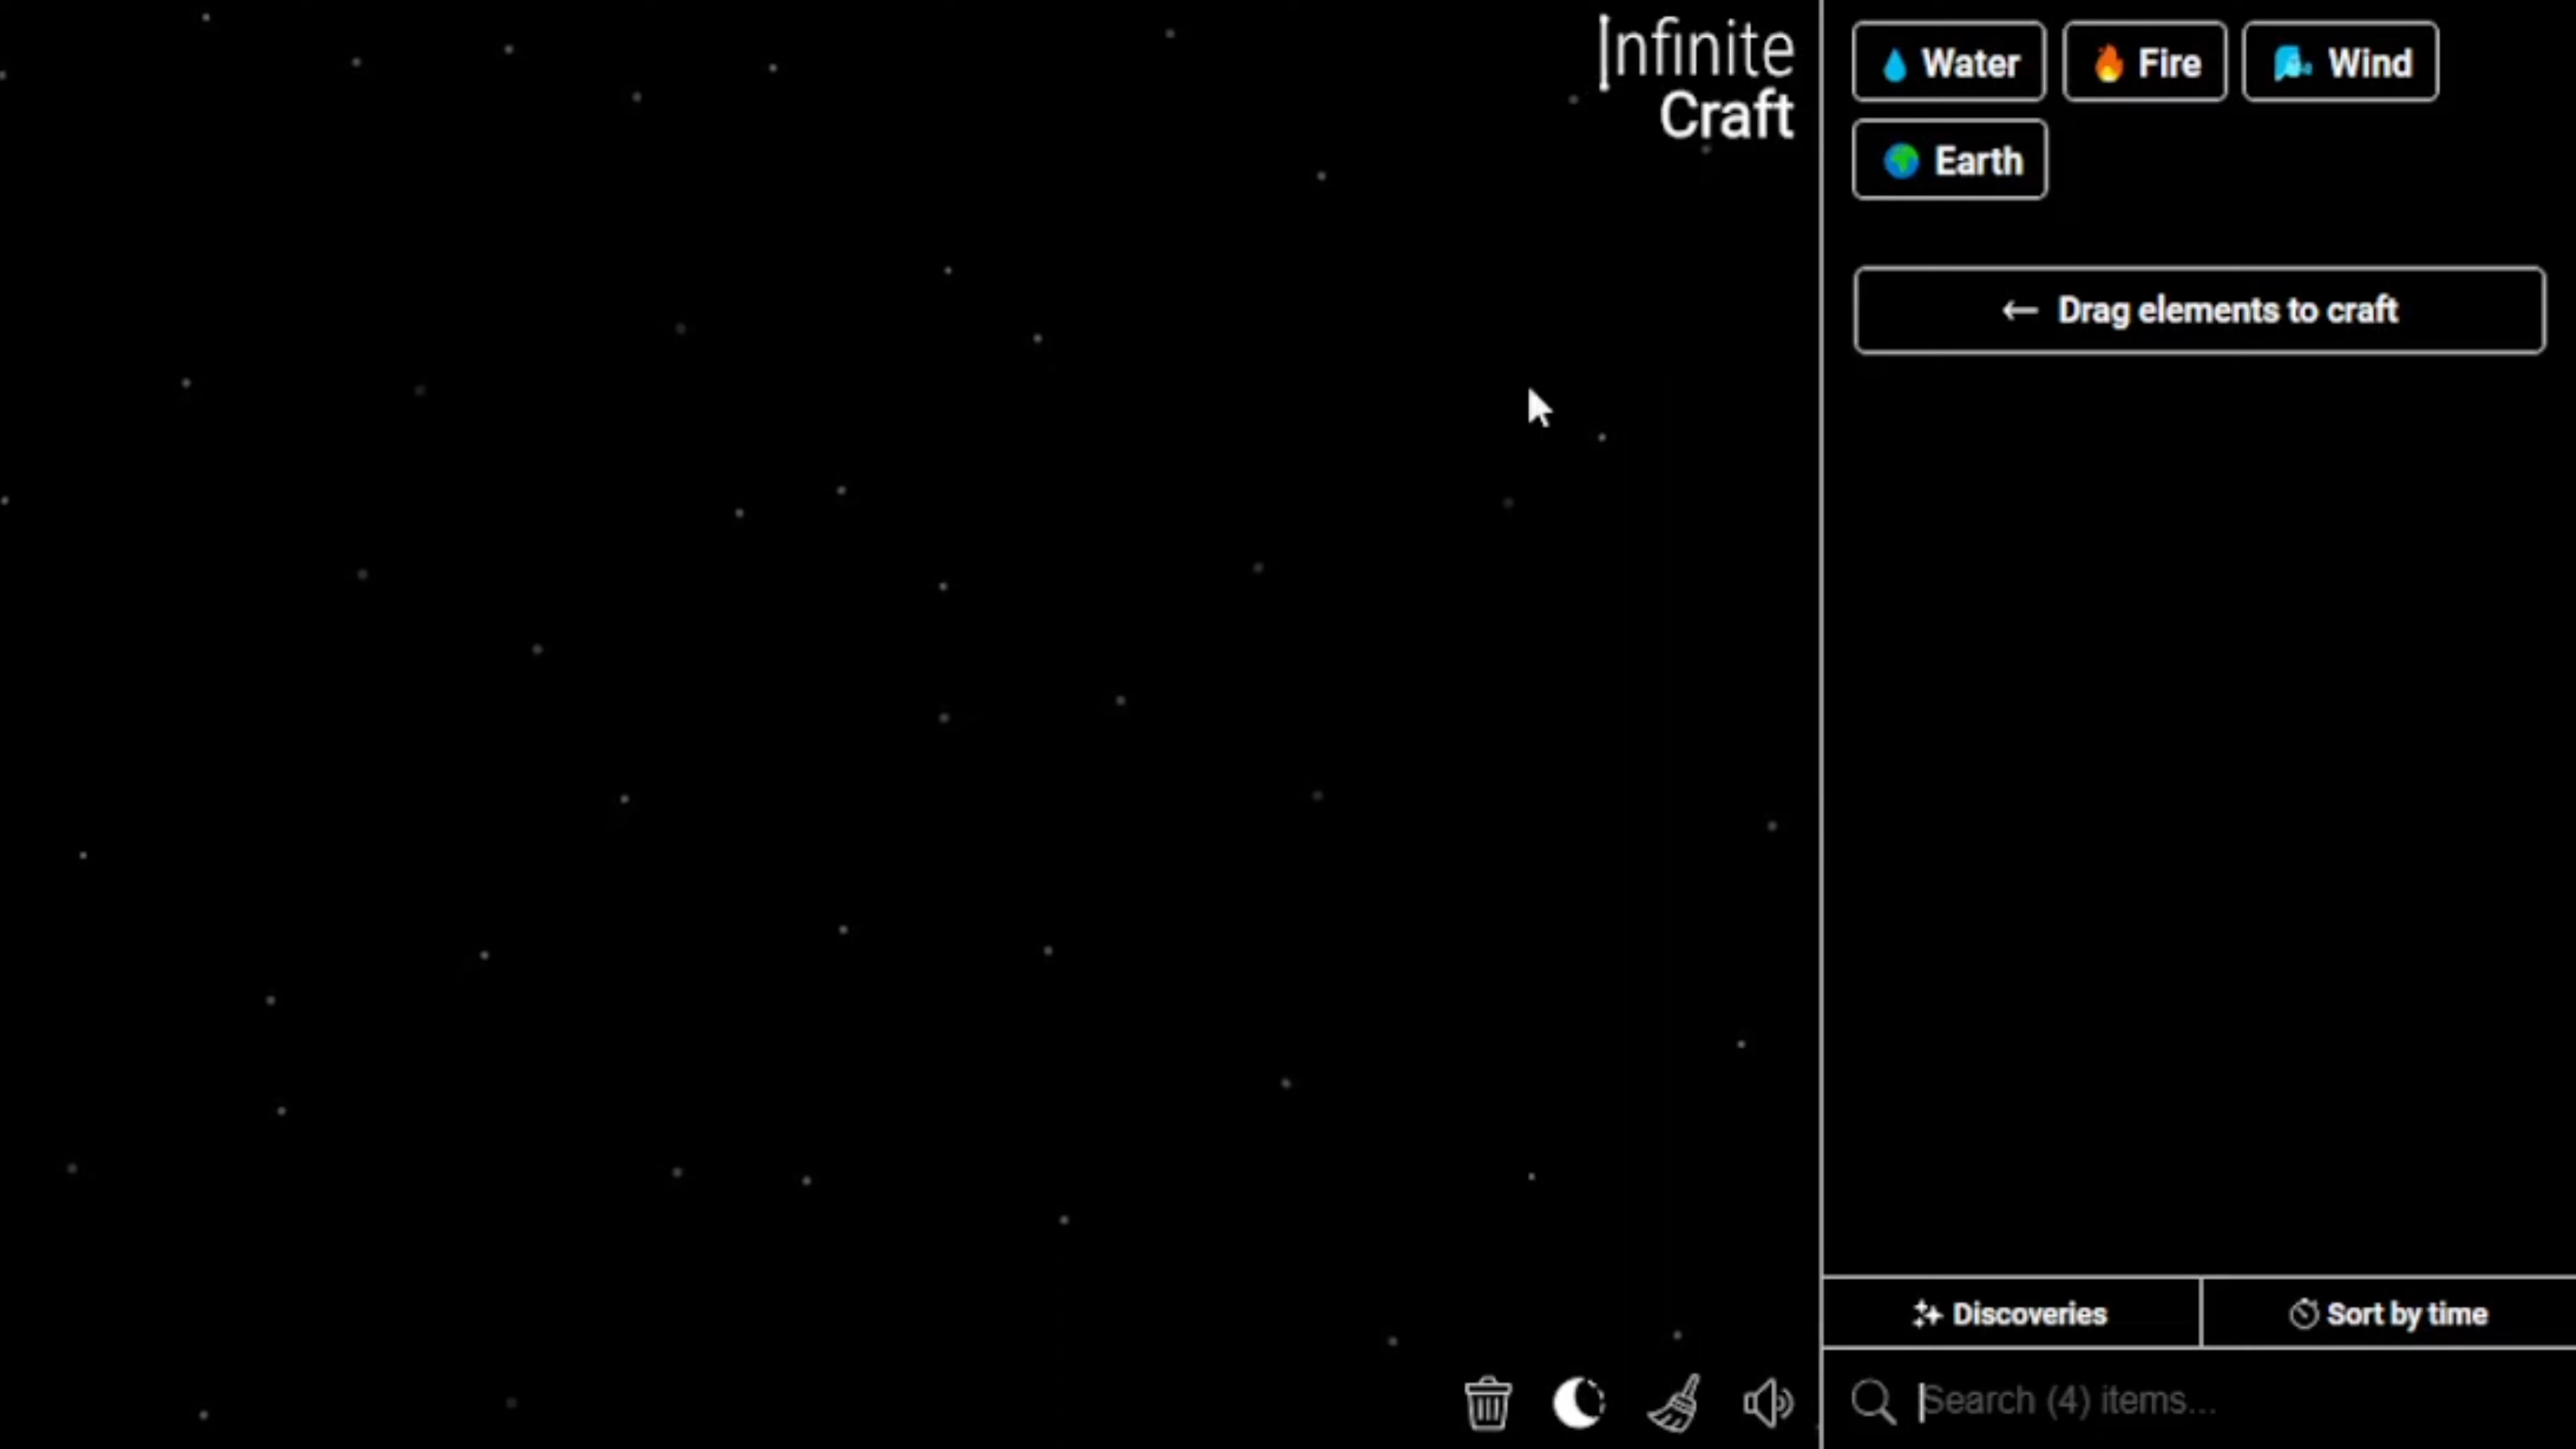 Infinite
Craft
Water
Fire
Wind
Earth
← Drag elements to craft
Discoveries
Sort by time
Search (4) items...